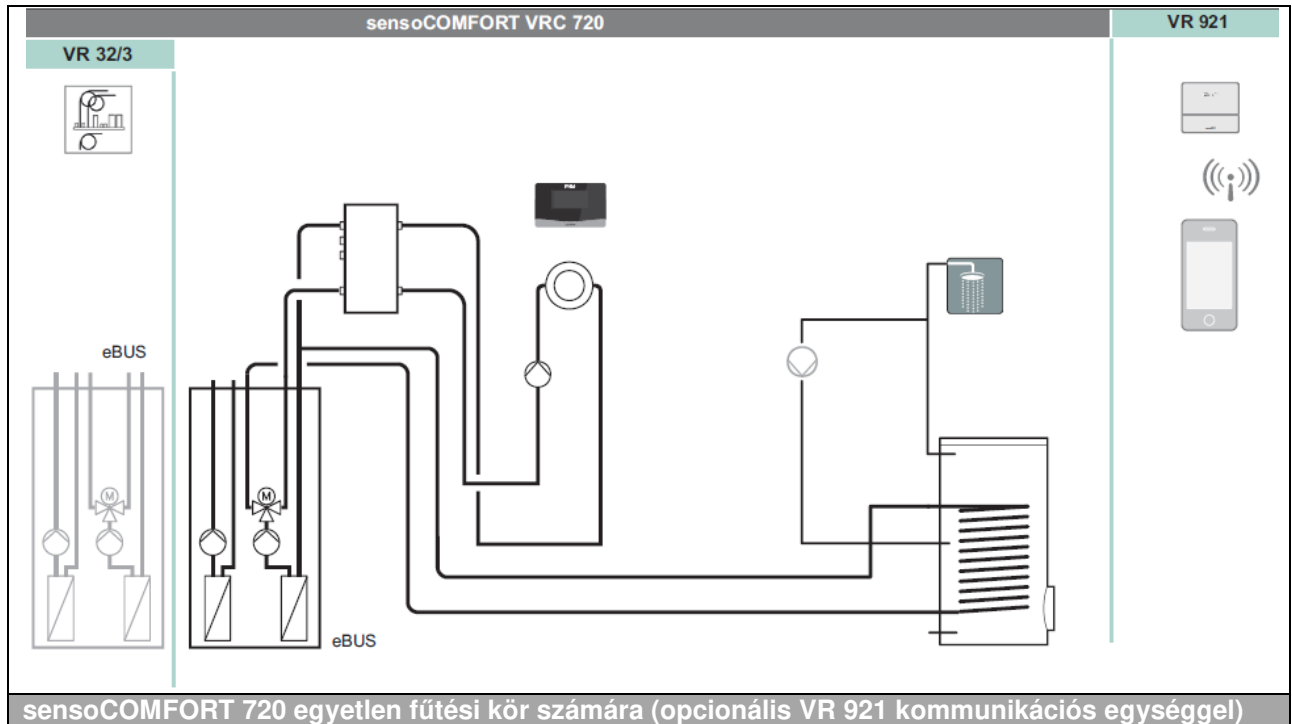 sensoCOMFORT VRC 720
VR 921
VR 32/3
eBUS
M
M
eBUS
sensoCOMFORT 720 egyetlen fűtési kör számára (opcionális VR 921 kommunikációs egységgel)